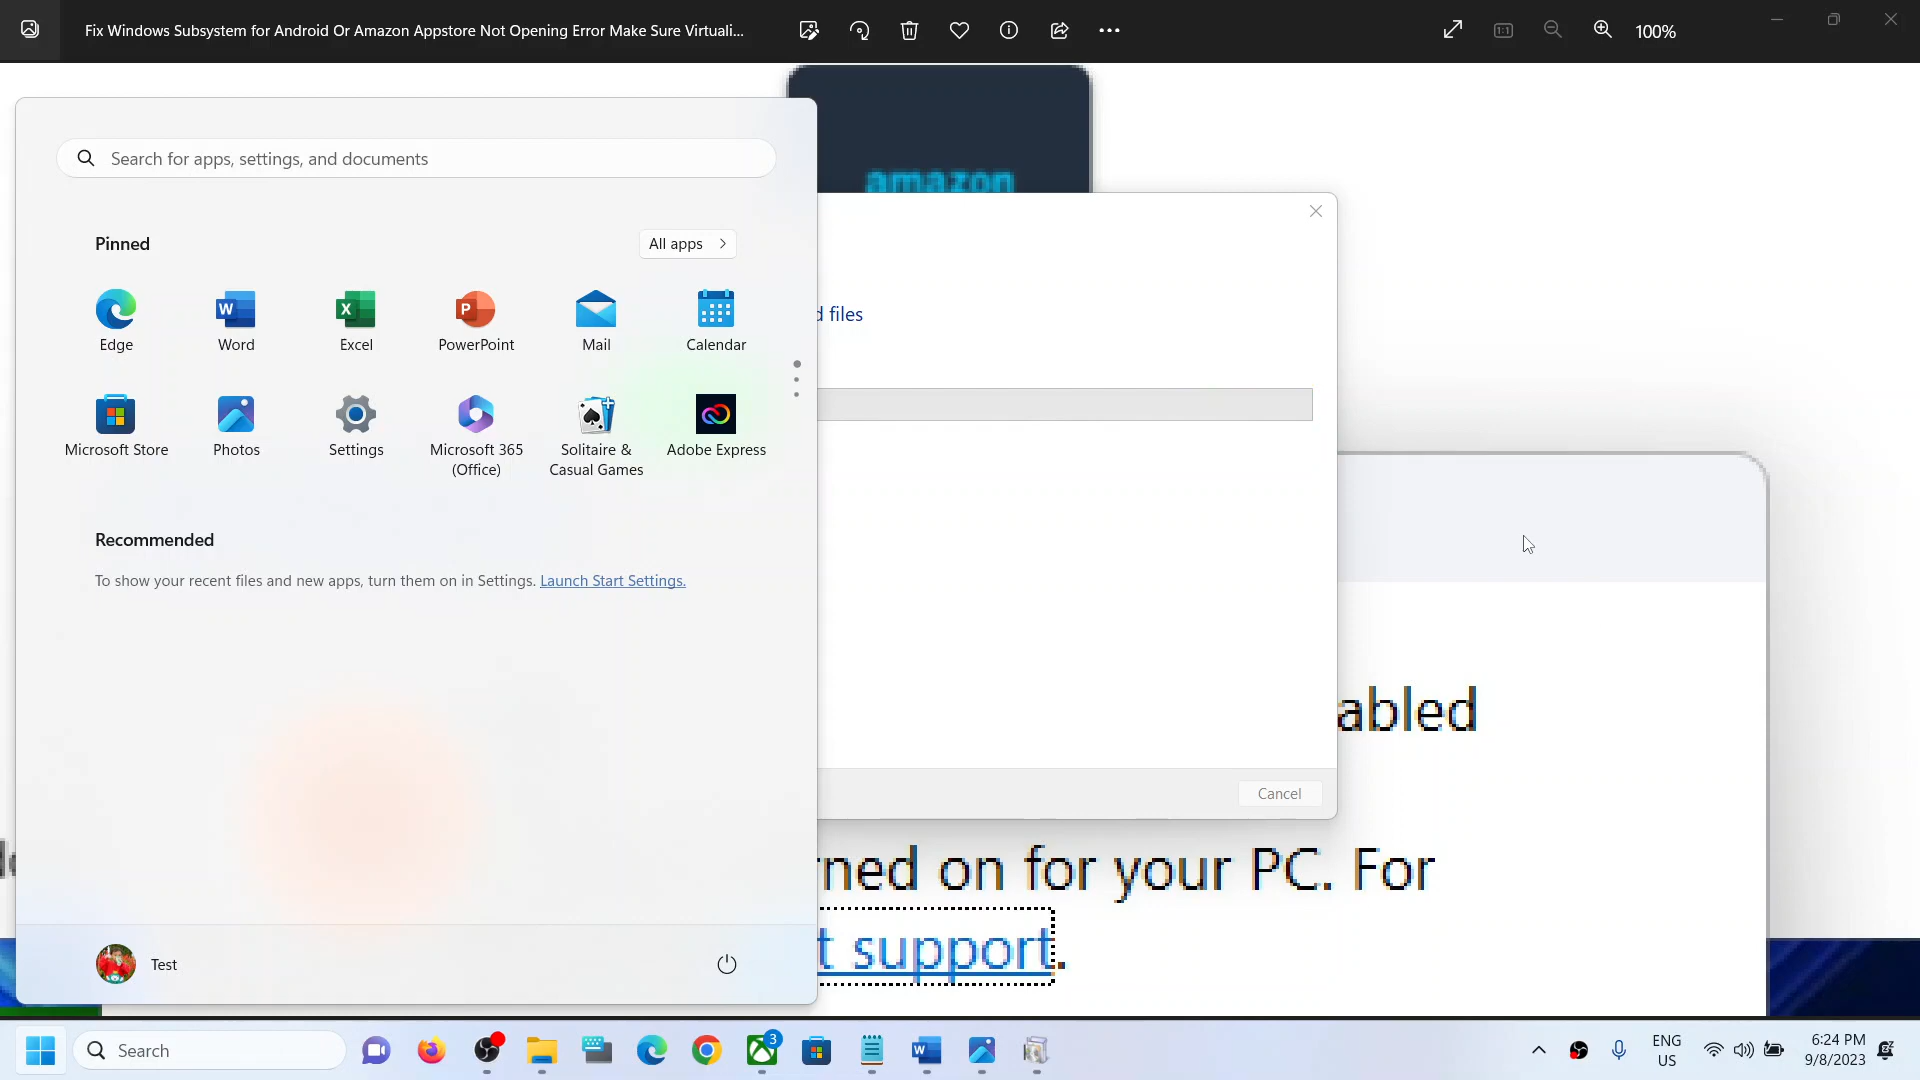 Fix Windows Subsystem for Android Or Amazon Appstore Not Opening Error Make Sure Virtuali...
100%
amazon
Search for apps, settings, and documents
Pinned
All apps
d files
Edge
Word
Excel
PowerPoint
Mail
Calendar
Microsoft Store
Photos
Settings
Microsoft 365
(Office)
Solitaire &
Casual Games
Adobe Express
Recommended
To show your recent files and new apps, turn them on in Settings. Launch Start Settings.
abled
Cancel
rned on for your PC. For
t support.
Test
Search
3
ENG
US
6:24 PM
9/8/2023